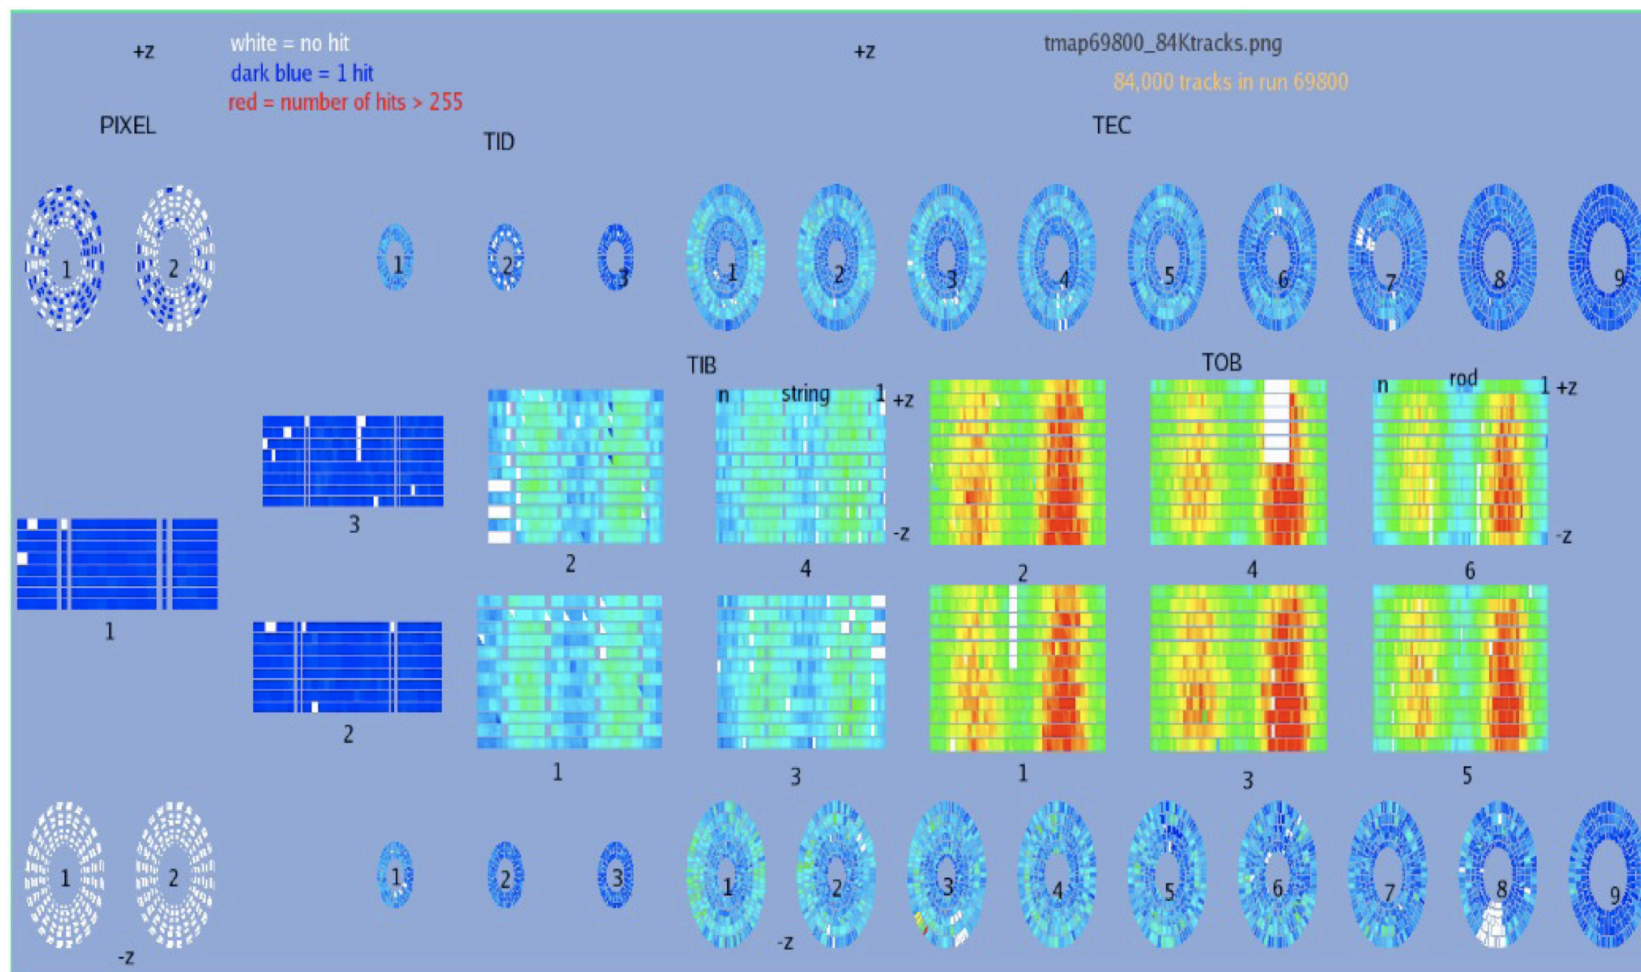 +z
white = no hit
dark blue = 1 hit
red = number of hits > 255
+z
tmap69800_84Ktracks.png
84,000 tracks in run 69800
PIXEL
TID
TEC
1
2
1
2
3
1
2
3
4
5
6
7
8
9
TIB
TOB
n
string
1
+z
n
rod
1
+z
-z
-z
3
2
4
2
4
6
1
2
1
3
1
3
5
1
2
1
2
3
1
2
3
4
5
6
7
8
9
-z
-z